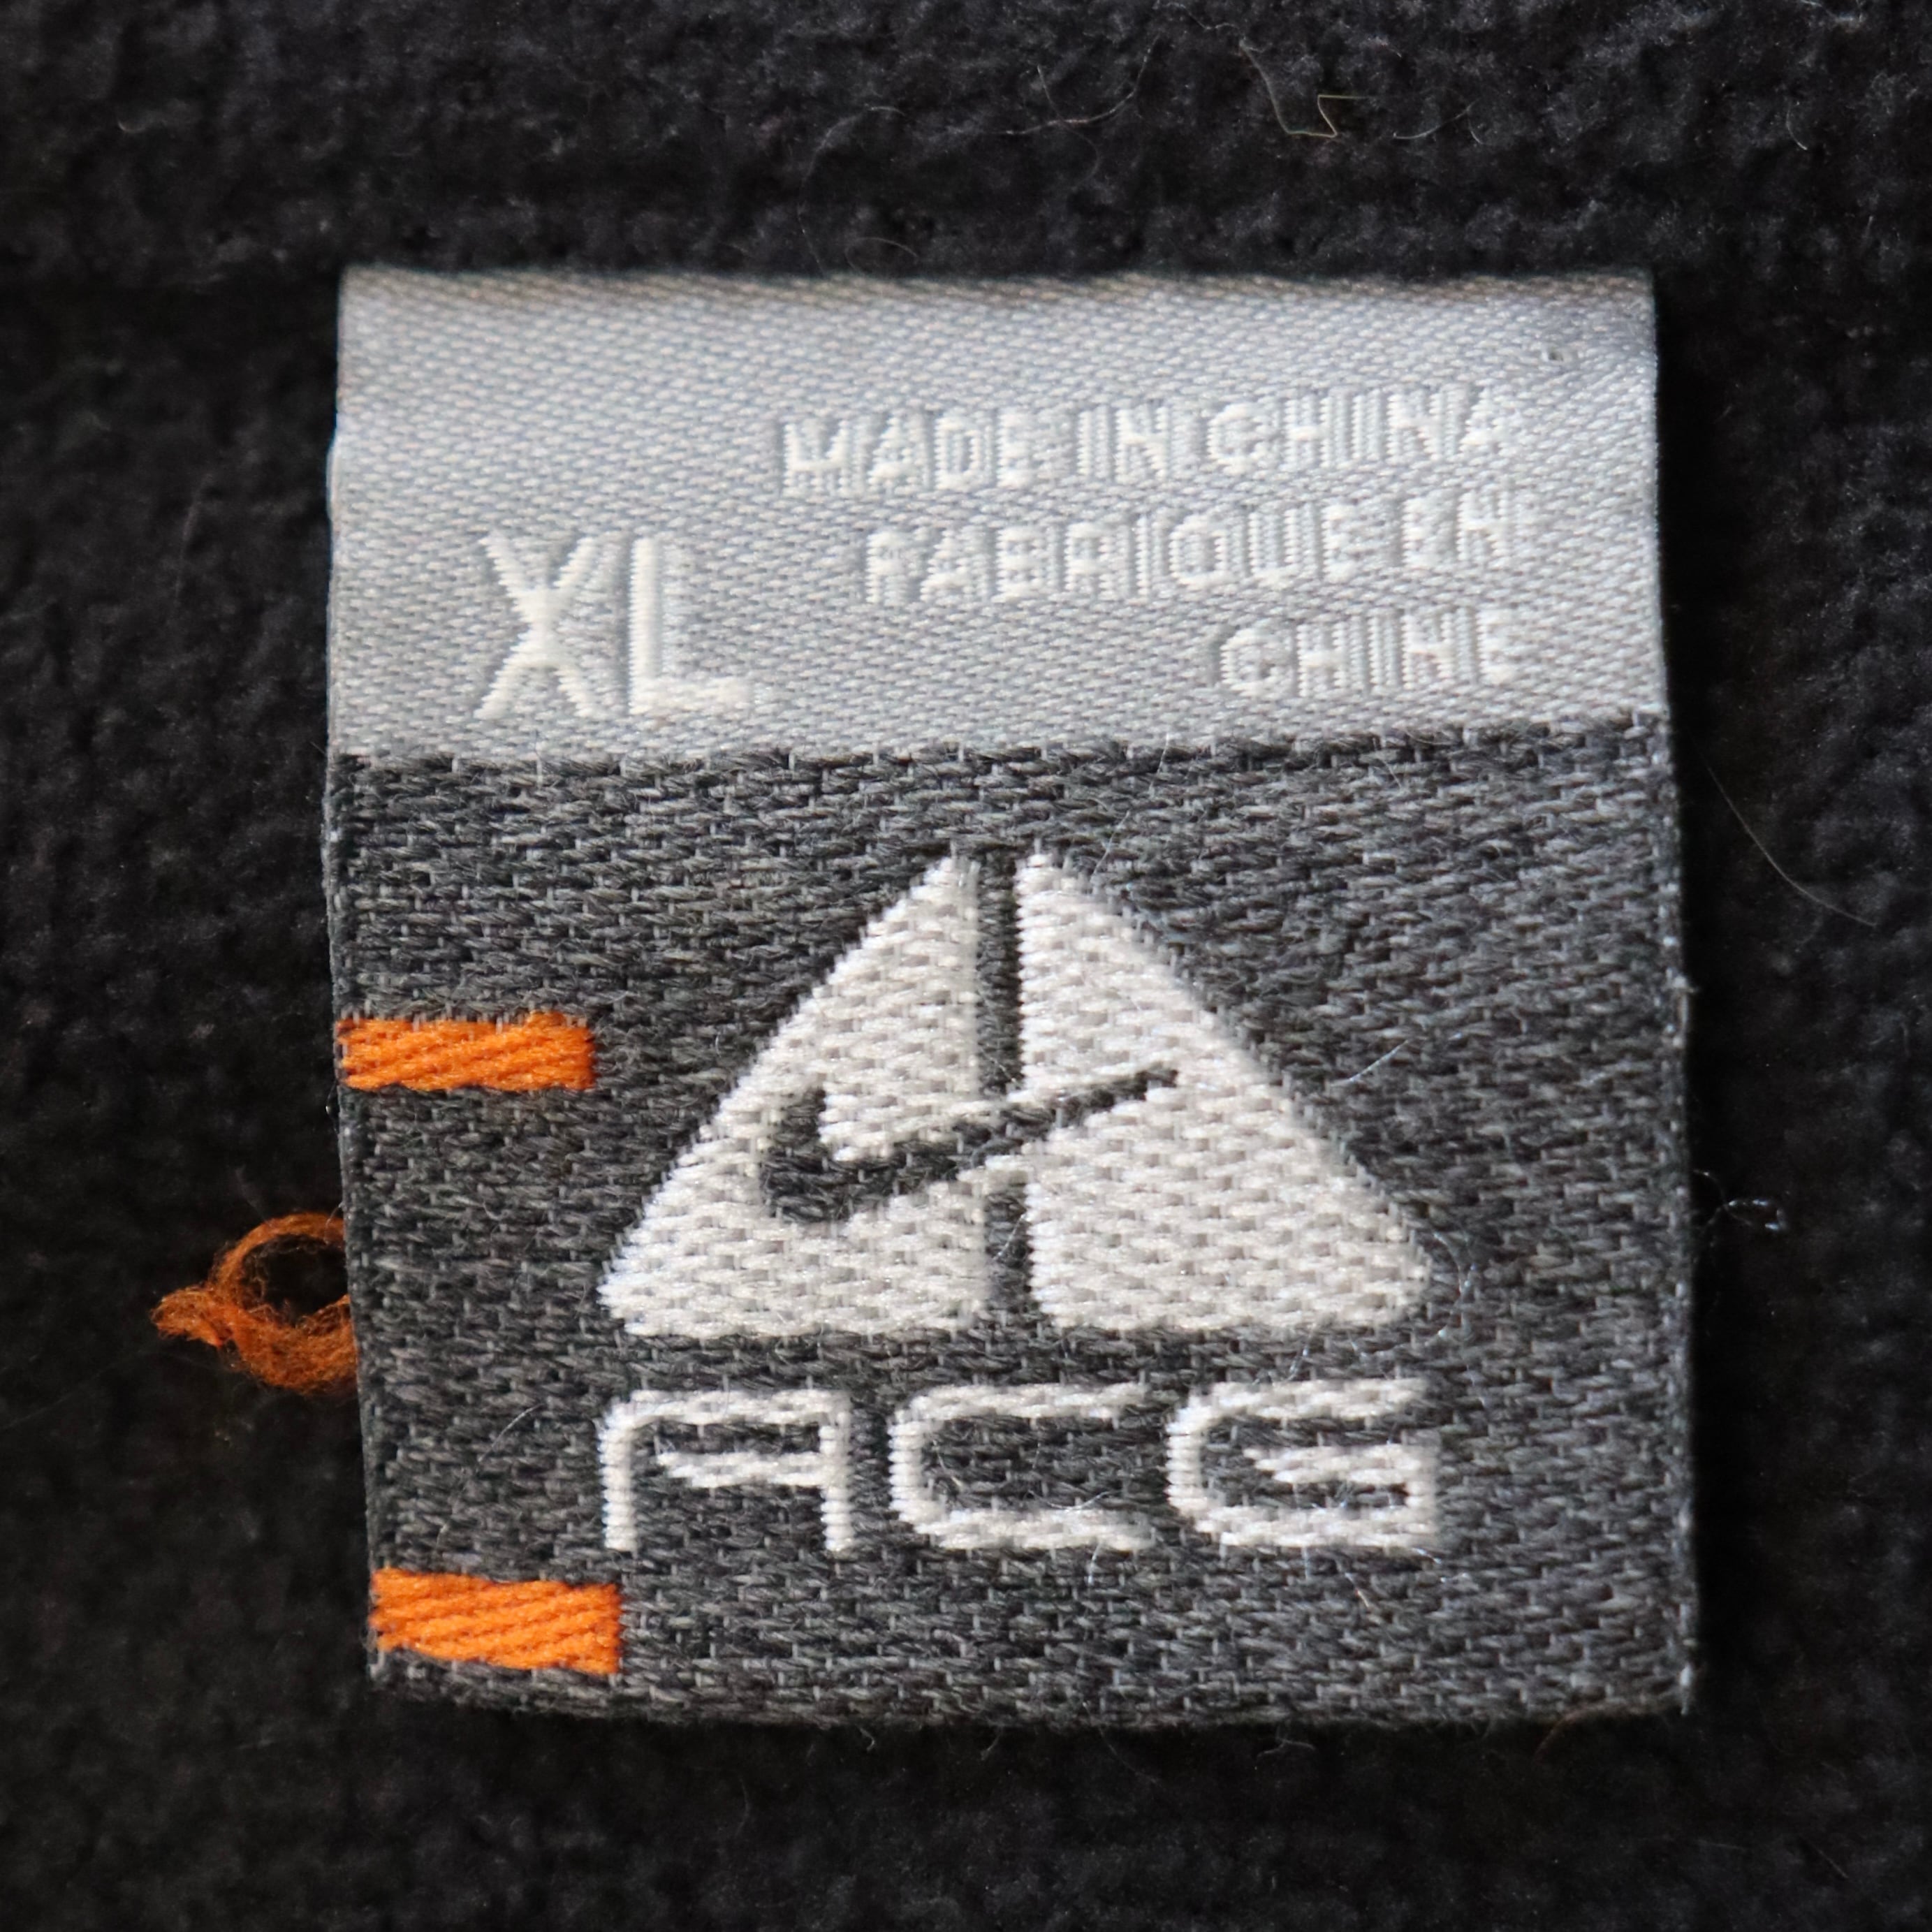 MADE IN CHINA
XL FABRIQUE EN
CHINE
ACG